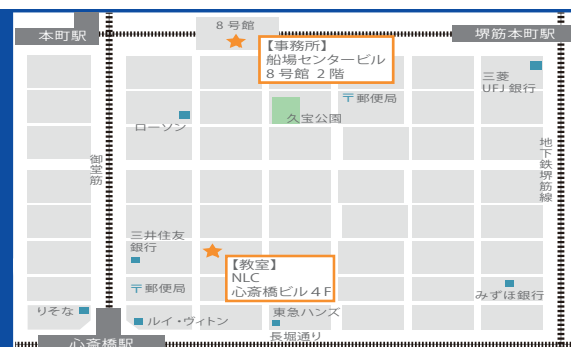 8 号館
本町駅
堺筋本町駅
【事務所】
船場センタービル
8 号館 2 階
三菱
UFJ 銀行
〒郵便局
久宝公園
ローソン
地下鉄堺筋線
御堂筋
三井住友
銀行
【教室】
NLC
心斎橋ビル 4 F
〒郵便局
みずほ銀行
りそな
ルイ・ヴィトン
東急ハンズ
長堀通り
心斎橋駅